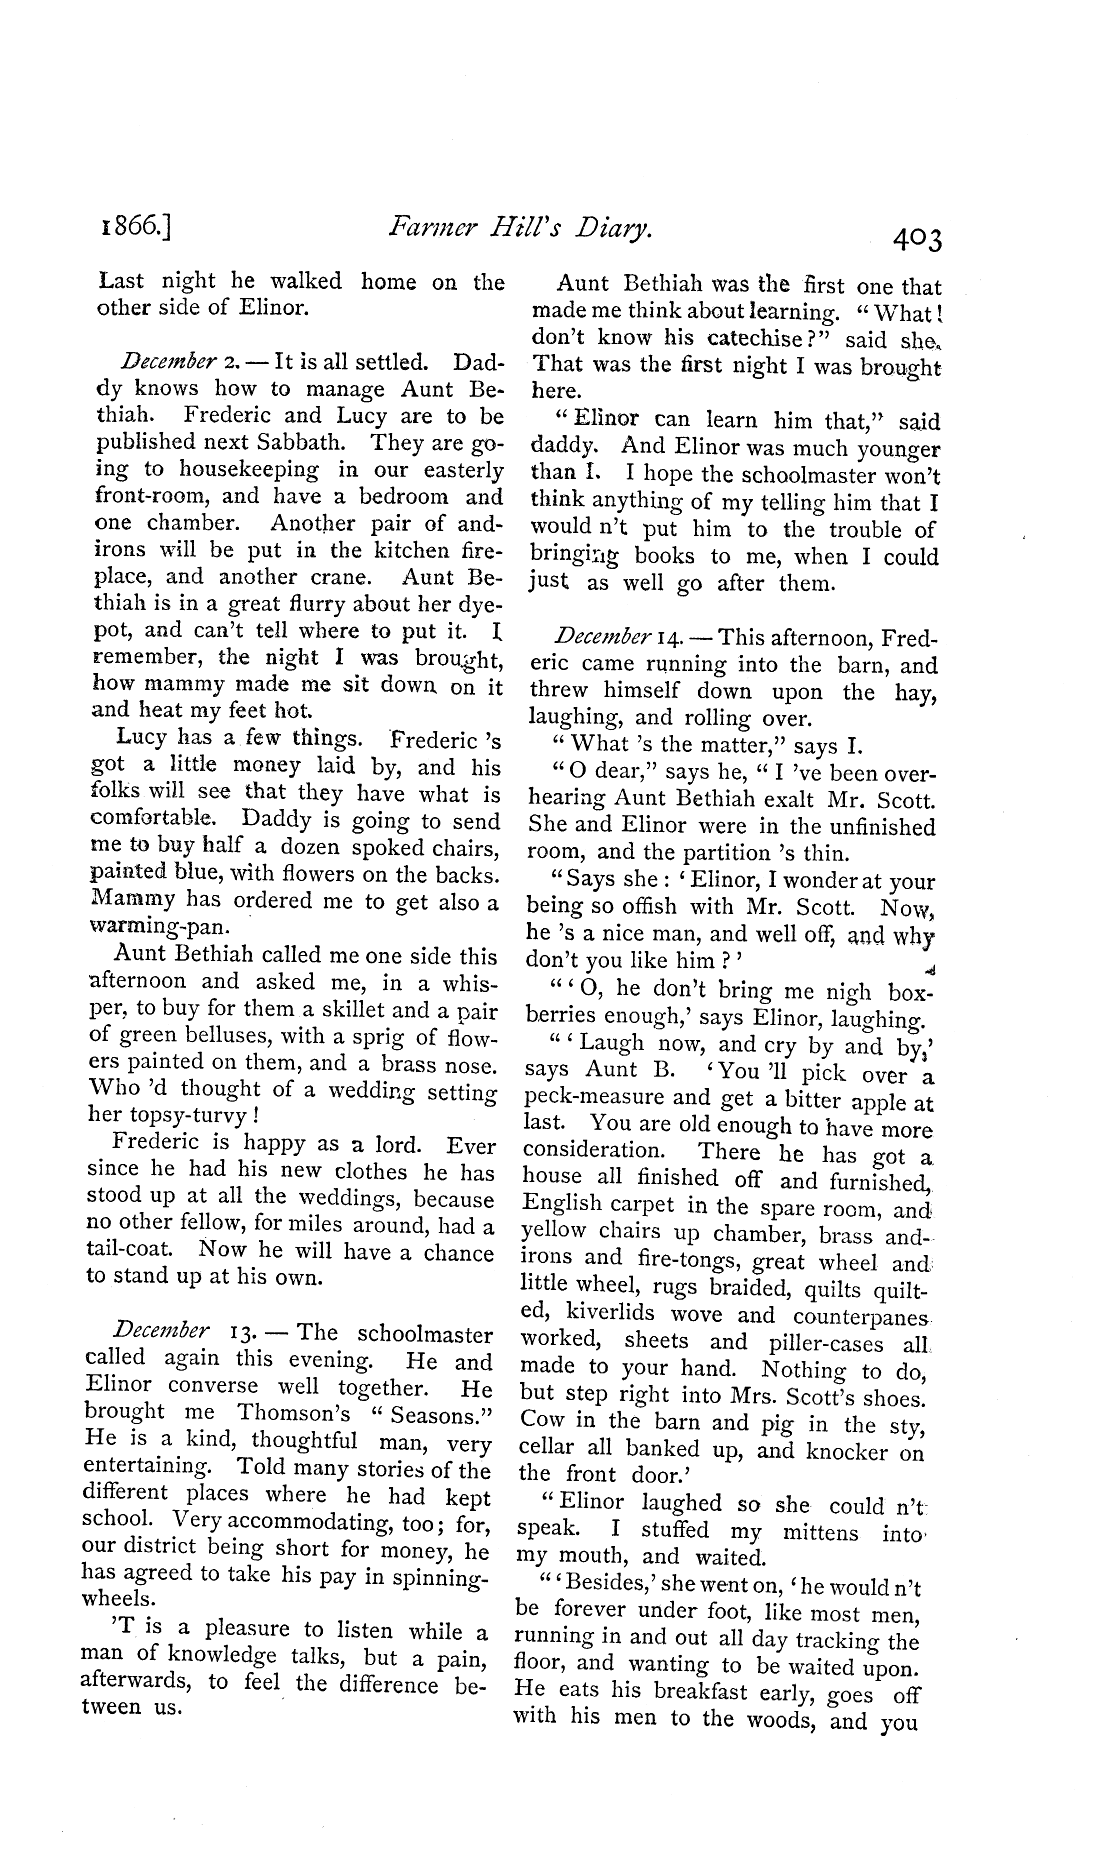 1866.] Farmer Hill's Diary. 403
Last night he walked home on the
other side of Elinor.
December 2. — It is all settled. Dad-
dy knows how to manage Aunt Be-
thiah. Frederic and Lucy are to be
published next Sabbath. They are go-
ing to housekeeping in our easterly
front-room, and have a bedroom and
one chamber. Another pair of and-
irons will be put in the kitchen fire-
place, and another crane. Aunt Be-
thiah is in a great flurry about her dye-
pot, and can't tell where to put it. I
remember, the night I was brought,
how mammy made me sit down on it
and heat my feet hot.
Lucy has a few things. Frederic 's
got a little money laid by, and his
folks will see that they have what is
comfortable. Daddy is going to send
me to buy half a dozen spoked chairs,
painted blue, with flowers on the backs.
Mammy has ordered me to get also a
warming-pan.
Aunt Bethiah called me one side this
afternoon and asked me, in a whis-
per, to buy for them a skillet and a pair
of green belluses, with a sprig of flow-
ers painted on them, and a brass nose.
Who 'd thought of a wedding setting
her topsy-turvy!
Frederic is happy as a lord. Ever
since he had his new clothes he has
stood up at all the weddings, because
no other fellow, for miles around, had a
tail-coat. Now he will have a chance
to stand up at his own.
December 13. — The schoolmaster
called again this evening. He and
Elinor converse well together. He
brought me Thomson's "Seasons."
He is a kind, thoughtful man, very
entertaining. Told many stories of the
different places where he had kept
school. Very accommodating, too; for,
our district being short for money, he
has agreed to take his pay in spinning-
wheels.
'T is a pleasure to listen while a
man of knowledge talks, but a pain,
afterwards, to feel the difference be-
tween us.
Aunt Bethiah was the first one that
made me think about learning. "What!
don't know his catechise?" said she.
That was the first night I was brought
here.
"Elinor can learn him that," said
daddy. And Elinor was much younger
than I. I hope the schoolmaster won't
think anything of my telling him that I
would n't put him to the trouble of
bringing books to me, when I could
just as well go after them.
December 14. — This afternoon, Fred-
eric came running into the barn, and
threw himself down upon the hay,
laughing, and rolling over.
"What 's the matter," says I.
"O dear," says he, "I 've been over-
hearing Aunt Bethiah exalt Mr. Scott.
She and Elinor were in the unfinished
room, and the partition 's thin.
"Says she: 'Elinor, I wonder at your
being so offish with Mr. Scott. Now,
he 's a nice man, and well off, and why
don't you like him?'
"'O, he don't bring me nigh box-
berries enough,' says Elinor, laughing.
"'Laugh now, and cry by and by,'
says Aunt B. 'You 'll pick over a
peck-measure and get a bitter apple at
last. You are old enough to have more
consideration. There he has got a
house all finished off and furnished,
English carpet in the spare room, and
yellow chairs up chamber, brass and-
irons and fire-tongs, great wheel and
little wheel, rugs braided, quilts quilt-
ed, kiverlids wove and counterpanes
worked, sheets and piller-cases all
made to your hand. Nothing to do,
but step right into Mrs. Scott's shoes.
Cow in the barn and pig in the sty,
cellar all banked up, and knocker on
the front door.'
"Elinor laughed so she could n't
speak. I stuffed my mittens into
my mouth, and waited.
"'Besides,' she went on, 'he would n't
be forever under foot, like most men,
running in and out all day tracking the
floor, and wanting to be waited upon.
He eats his breakfast early, goes off
with his men to the woods, and you